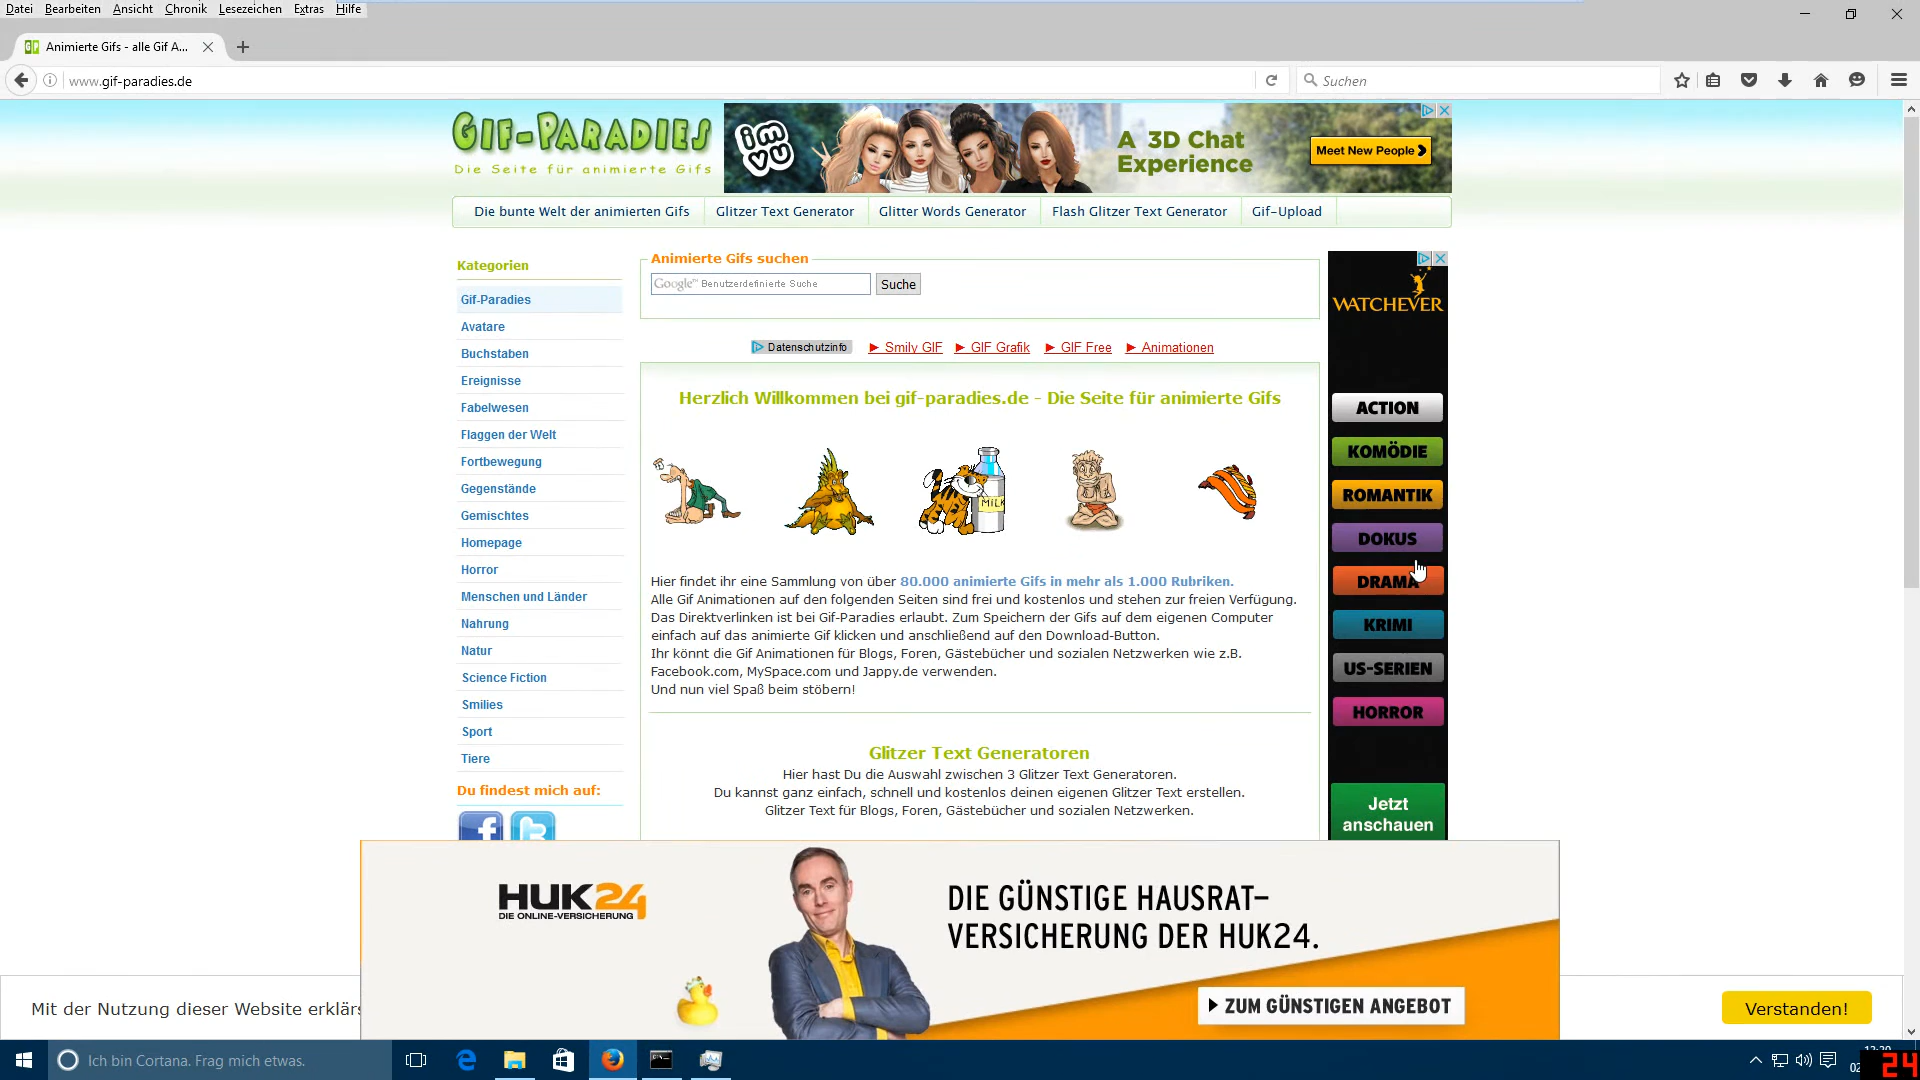 Datei Bearbeiten Ansicht Chronik Lesezeichen Extras Hilfe
Animierte Gifs - alle Gif A...
www.gif-paradies.de
Suchen
GIF-PARADIES
Die Seite für animierte Gifs
imvu
A 3D Chat
Experience
Meet New People
Die bunte Welt der animierten Gifs
Glitzer Text Generator
Glitter Words Generator
Flash Glitzer Text Generator
Gif-Upload
Kategorien
Gif-Paradies
Avatare
Buchstaben
Ereignisse
Fabelwesen
Flaggen der Welt
Fortbewegung
Gegenstände
Gemischtes
Homepage
Horror
Menschen und Länder
Nahrung
Natur
Science Fiction
Smilies
Sport
Tiere
Du findest mich auf:
Animierte Gifs suchen
Google™ Benutzerdefinierte Suche
Suche
Datenschutzinfo
► Smily GIF ► GIF Grafik ► GIF Free ► Animationen
Herzlich Willkommen bei gif-paradies.de - Die Seite für animierte Gifs
MILK
Hier findet ihr eine Sammlung von über 80.000 animierte Gifs in mehr als 1.000 Rubriken.
Alle Gif Animationen auf den folgenden Seiten sind frei und kostenlos und stehen zur freien Verfügung.
Das Direktverlinken ist bei Gif-Paradies erlaubt. Zum Speichern der Gifs auf dem eigenen Computer
einfach auf das animierte Gif klicken und anschließend auf den Download-Button.
Ihr könnt die Gif Animationen für Blogs, Foren, Gästebücher und sozialen Netzwerken wie z.B.
Facebook.com, MySpace.com und Jappy.de verwenden.
Und nun viel Spaß beim stöbern!
Glitzer Text Generatoren
Hier hast Du die Auswahl zwischen 3 Glitzer Text Generatoren.
Du kannst ganz einfach, schnell und kostenlos deinen eigenen Glitzer Text erstellen.
Glitzer Text für Blogs, Foren, Gästebücher und sozialen Netzwerken.
WATCHEVER
ACTION
KOMÖDIE
ROMANTIK
DOKUS
DRAMA
KRIMI
US-SERIEN
HORROR
Jetzt
anschauen
HUK24
DIE ONLINE-VERSICHERUNG
DIE GÜNSTIGE HAUSRAT-
VERSICHERUNG DER HUK24.
ZUM GÜNSTIGEN ANGEBOT
Mit der Nutzung dieser Website erklärs
Verstanden!
Ich bin Cortana. Frag mich etwas.
24